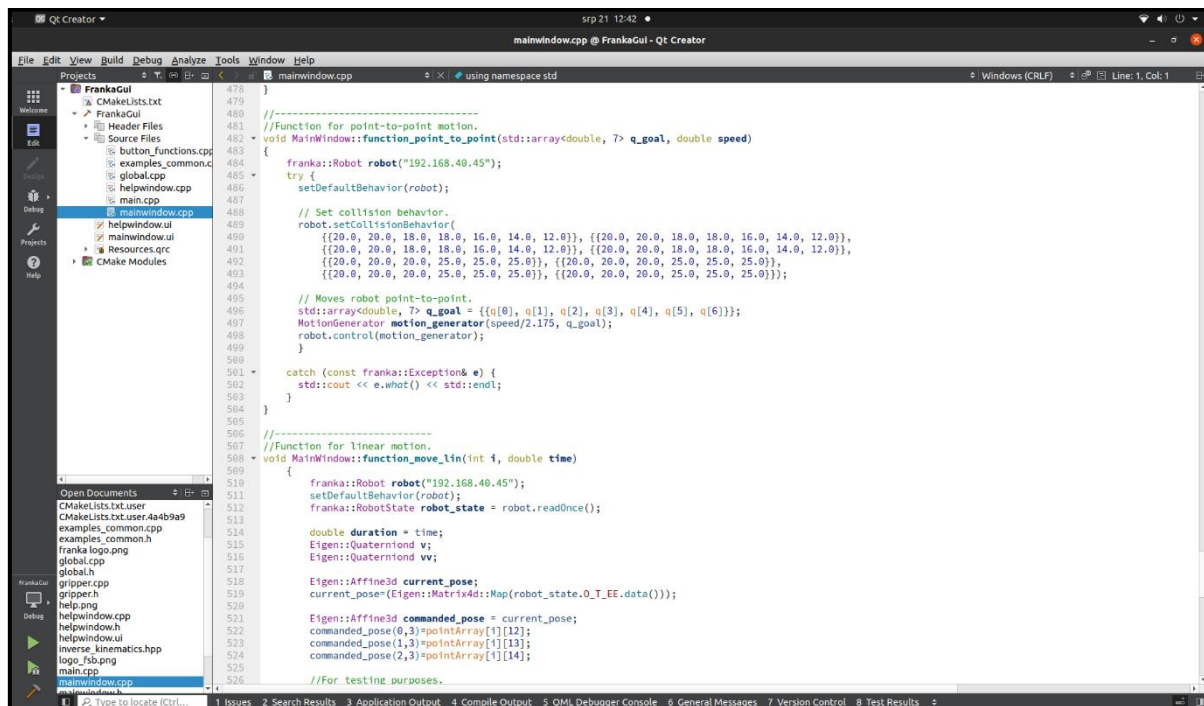 Qt Creator
srp 21 12:42
mainwindow.cpp @ FrankaGui - Qt Creator
File Edit View Build Debug Analyze Tools Window Help
Projects
mainwindow.cpp
using namespace std
Windows (CRLF)
Line: 1, Col: 1
Welcome
Edit
Design
Debug
Projects
Help
FrankaGui
CMakeLists.txt
FrankaGui
Header Files
Source Files
button_functions.cpp
examples_common.c
global.cpp
helpwindow.cpp
main.cpp
mainwindow.cpp
helpwindow.ui
mainwindow.ui
Resources.qrc
CMake Modules
Open Documents
CMakeLists.txt.user
CMakeLists.txt.user.4a4b9a9
examples_common.cpp
examples_common.h
franka logo.png
global.cpp
global.h
gripper.cpp
gripper.h
help.png
helpwindow.cpp
helpwindow.h
helpwindow.ui
inverse_kinematics.hpp
logo_fsb.png
main.cpp
mainwindow.cpp
mainwindow.h
FrankaGui
Debug
478 }
479
480 //----------------------------------
481 //Function for point-to-point motion.
482 void MainWindow::function_point_to_point(std::array<double, 7> q_goal, double speed)
483 {
484 franka::Robot robot("192.168.40.45");
485 try {
486 setDefaultBehavior(robot);
487
488 // Set collision behavior.
489 robot.setCollisionBehavior(
490 {{20.0, 20.0, 18.0, 18.0, 16.0, 14.0, 12.0}}, {{20.0, 20.0, 18.0, 18.0, 16.0, 14.0, 12.0}},
491 {{20.0, 20.0, 18.0, 18.0, 16.0, 14.0, 12.0}}, {{20.0, 20.0, 18.0, 18.0, 16.0, 14.0, 12.0}},
492 {{20.0, 20.0, 20.0, 25.0, 25.0, 25.0}}, {{20.0, 20.0, 20.0, 25.0, 25.0, 25.0}},
493 {{20.0, 20.0, 20.0, 25.0, 25.0, 25.0}}, {{20.0, 20.0, 20.0, 25.0, 25.0, 25.0}});
494
495 // Moves robot point-to-point.
496 std::array<double, 7> q_goal = {{q[0], q[1], q[2], q[3], q[4], q[5], q[6]}};
497 MotionGenerator motion_generator(speed/2.175, q_goal);
498 robot.control(motion_generator);
499 }
500
501 catch (const franka::Exception& e) {
502 std::cout << e.what() << std::endl;
503 }
504 }
505
506 //---------------------------
507 //Function for linear motion.
508 void MainWindow::function_move_lin(int i, double time)
509 {
510 franka::Robot robot("192.168.40.45");
511 setDefaultBehavior(robot);
512 franka::RobotState robot_state = robot.readOnce();
513
514 double duration = time;
515 Eigen::Quaterniond v;
516 Eigen::Quaterniond vv;
517
518 Eigen::Affine3d current_pose;
519 current_pose=(Eigen::Matrix4d::Map(robot_state.O_T_EE.data()));
520
521 Eigen::Affine3d commanded_pose = current_pose;
522 commanded_pose(0,3)=pointArray[i][12];
523 commanded_pose(1,3)=pointArray[i][13];
524 commanded_pose(2,3)=pointArray[i][14];
525
526 //For testing purposes.
Type to locate (Ctrl... 1 Issues 2 Search Results 3 Application Output 4 Compile Output 5 QML Debugger Console 6 General Messages 7 Version Control 8 Test Results